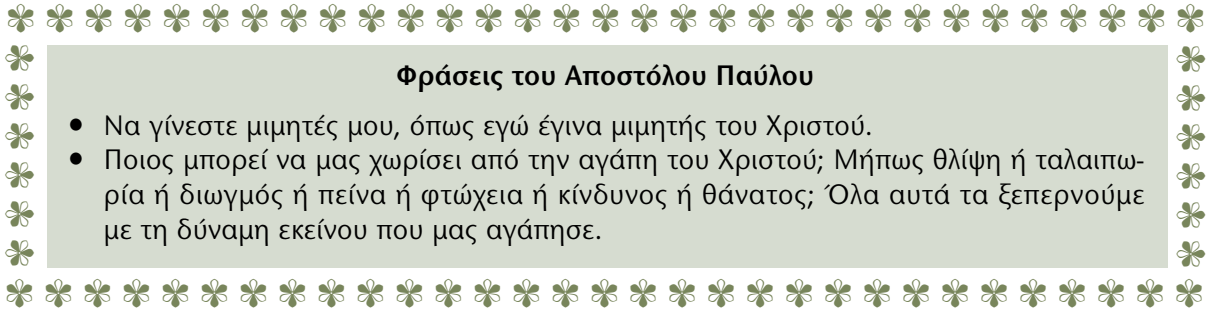 Φράσεις του Αποστόλου Παύλου
• Να γίνεστε μιμητές μου, όπως εγώ έγινα μιμητής του Χριστού.
• Ποιος μπορεί να μας χωρίσει από την αγάπη του Χριστού; Μήπως θλίψη ή ταλαιπω-
ρία ή διωγμός ή πείνα ή φτώχεια ή κίνδυνος ή θάνατος; Όλα αυτά τα ξεπερνούμε
με τη δύναμη εκείνου που μας αγάπησε.